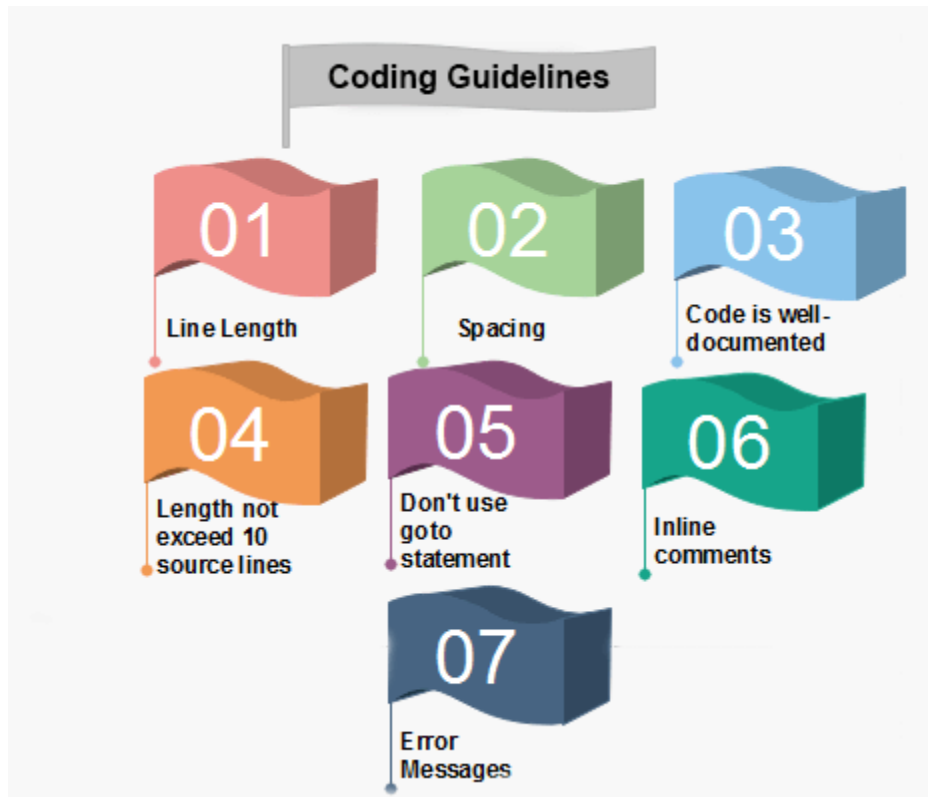 Coding Guidelines
01
02
03
Line Length
Spacing
Code is well-
documented
04
05
06
Length not
exceed 10
source lines
Don't use
goto
statement
Inline
comments
07
Error
Messages